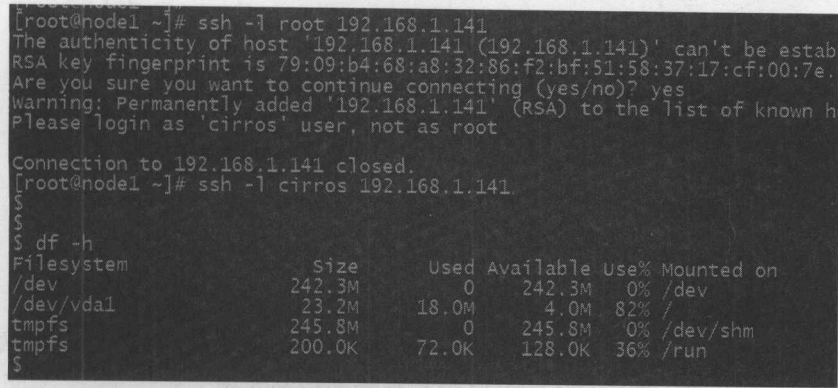 [root@node1 ~]# ssh -l root 192.168.1.141
The authenticity of host '192.168.1.141 (192.168.1.141)' can't be estab
RSA key fingerprint is 79:09:b4:68:a8:32:86:f2:bf:51:58:37:17:cf:00:7e.
Are you sure you want to continue connecting (yes/no)? yes
Warning: Permanently added '192.168.1.141' (RSA) to the list of known h
Please login as 'cirros' user, not as root
Connection to 192.168.1.141 closed.
[root@node1 ~]# ssh -l cirros 192.168.1.141
$
$
$ df -h
Filesystem Size Used Available Use% Mounted on
/dev 242.3M 0 242.3M 0% /dev
/dev/vda1 23.2M 18.0M 4.0M 82% /
tmpfs 245.8M 0 245.8M 0% /dev/shm
tmpfs 200.0K 72.0K 128.0K 36% /run
$